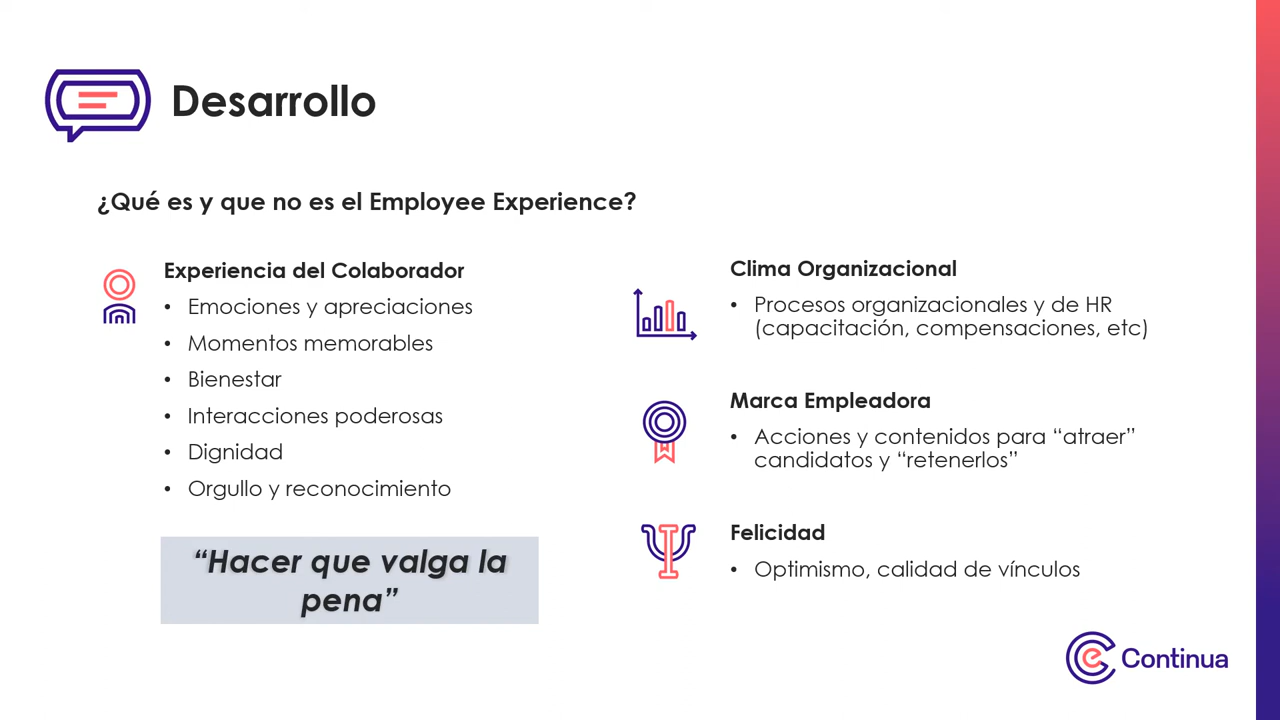 Desarrollo
¿Qué es y que no es el Employee Experience?
Experiencia del Colaborador
• Emociones y apreciaciones
• Momentos memorables
• Bienestar
• Interacciones poderosas
• Dignidad
• Orgullo y reconocimiento
“Hacer que valga la
pena”
Clima Organizacional
• Procesos organizacionales y de HR
(capacitación, compensaciones, etc)
Marca Empleadora
• Acciones y contenidos para “atraer”
candidatos y “retenerlos”
Felicidad
• Optimismo, calidad de vínculos
Continua